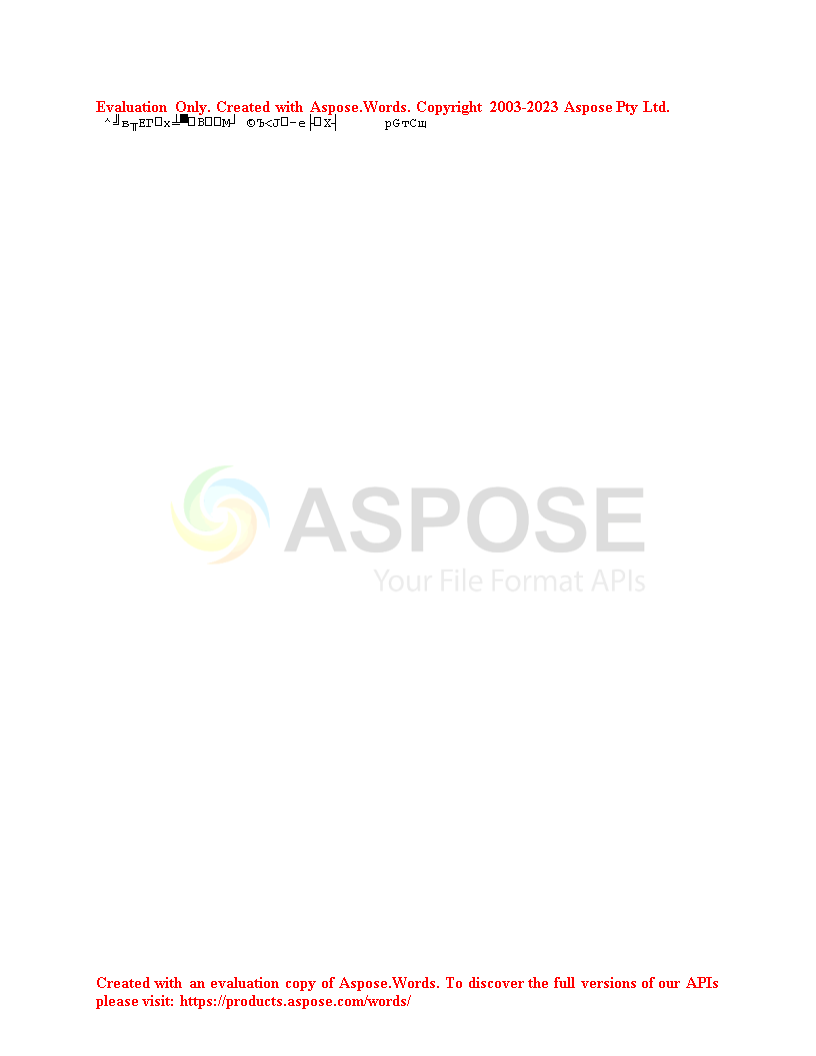 Evaluation Only. Created with Aspose.Words. Copyright 2003-2023 Aspose Pty Ltd.
^╝в╥ЕГ□х╩▀□В□□М┘ ©Ъ<Ј□−е├□Х┤ рGтСщ
ASPOSE
Your File Format APIs
Created with an evaluation copy of Aspose.Words. To discover the full versions of our APIs
please visit: https://products.aspose.com/words/